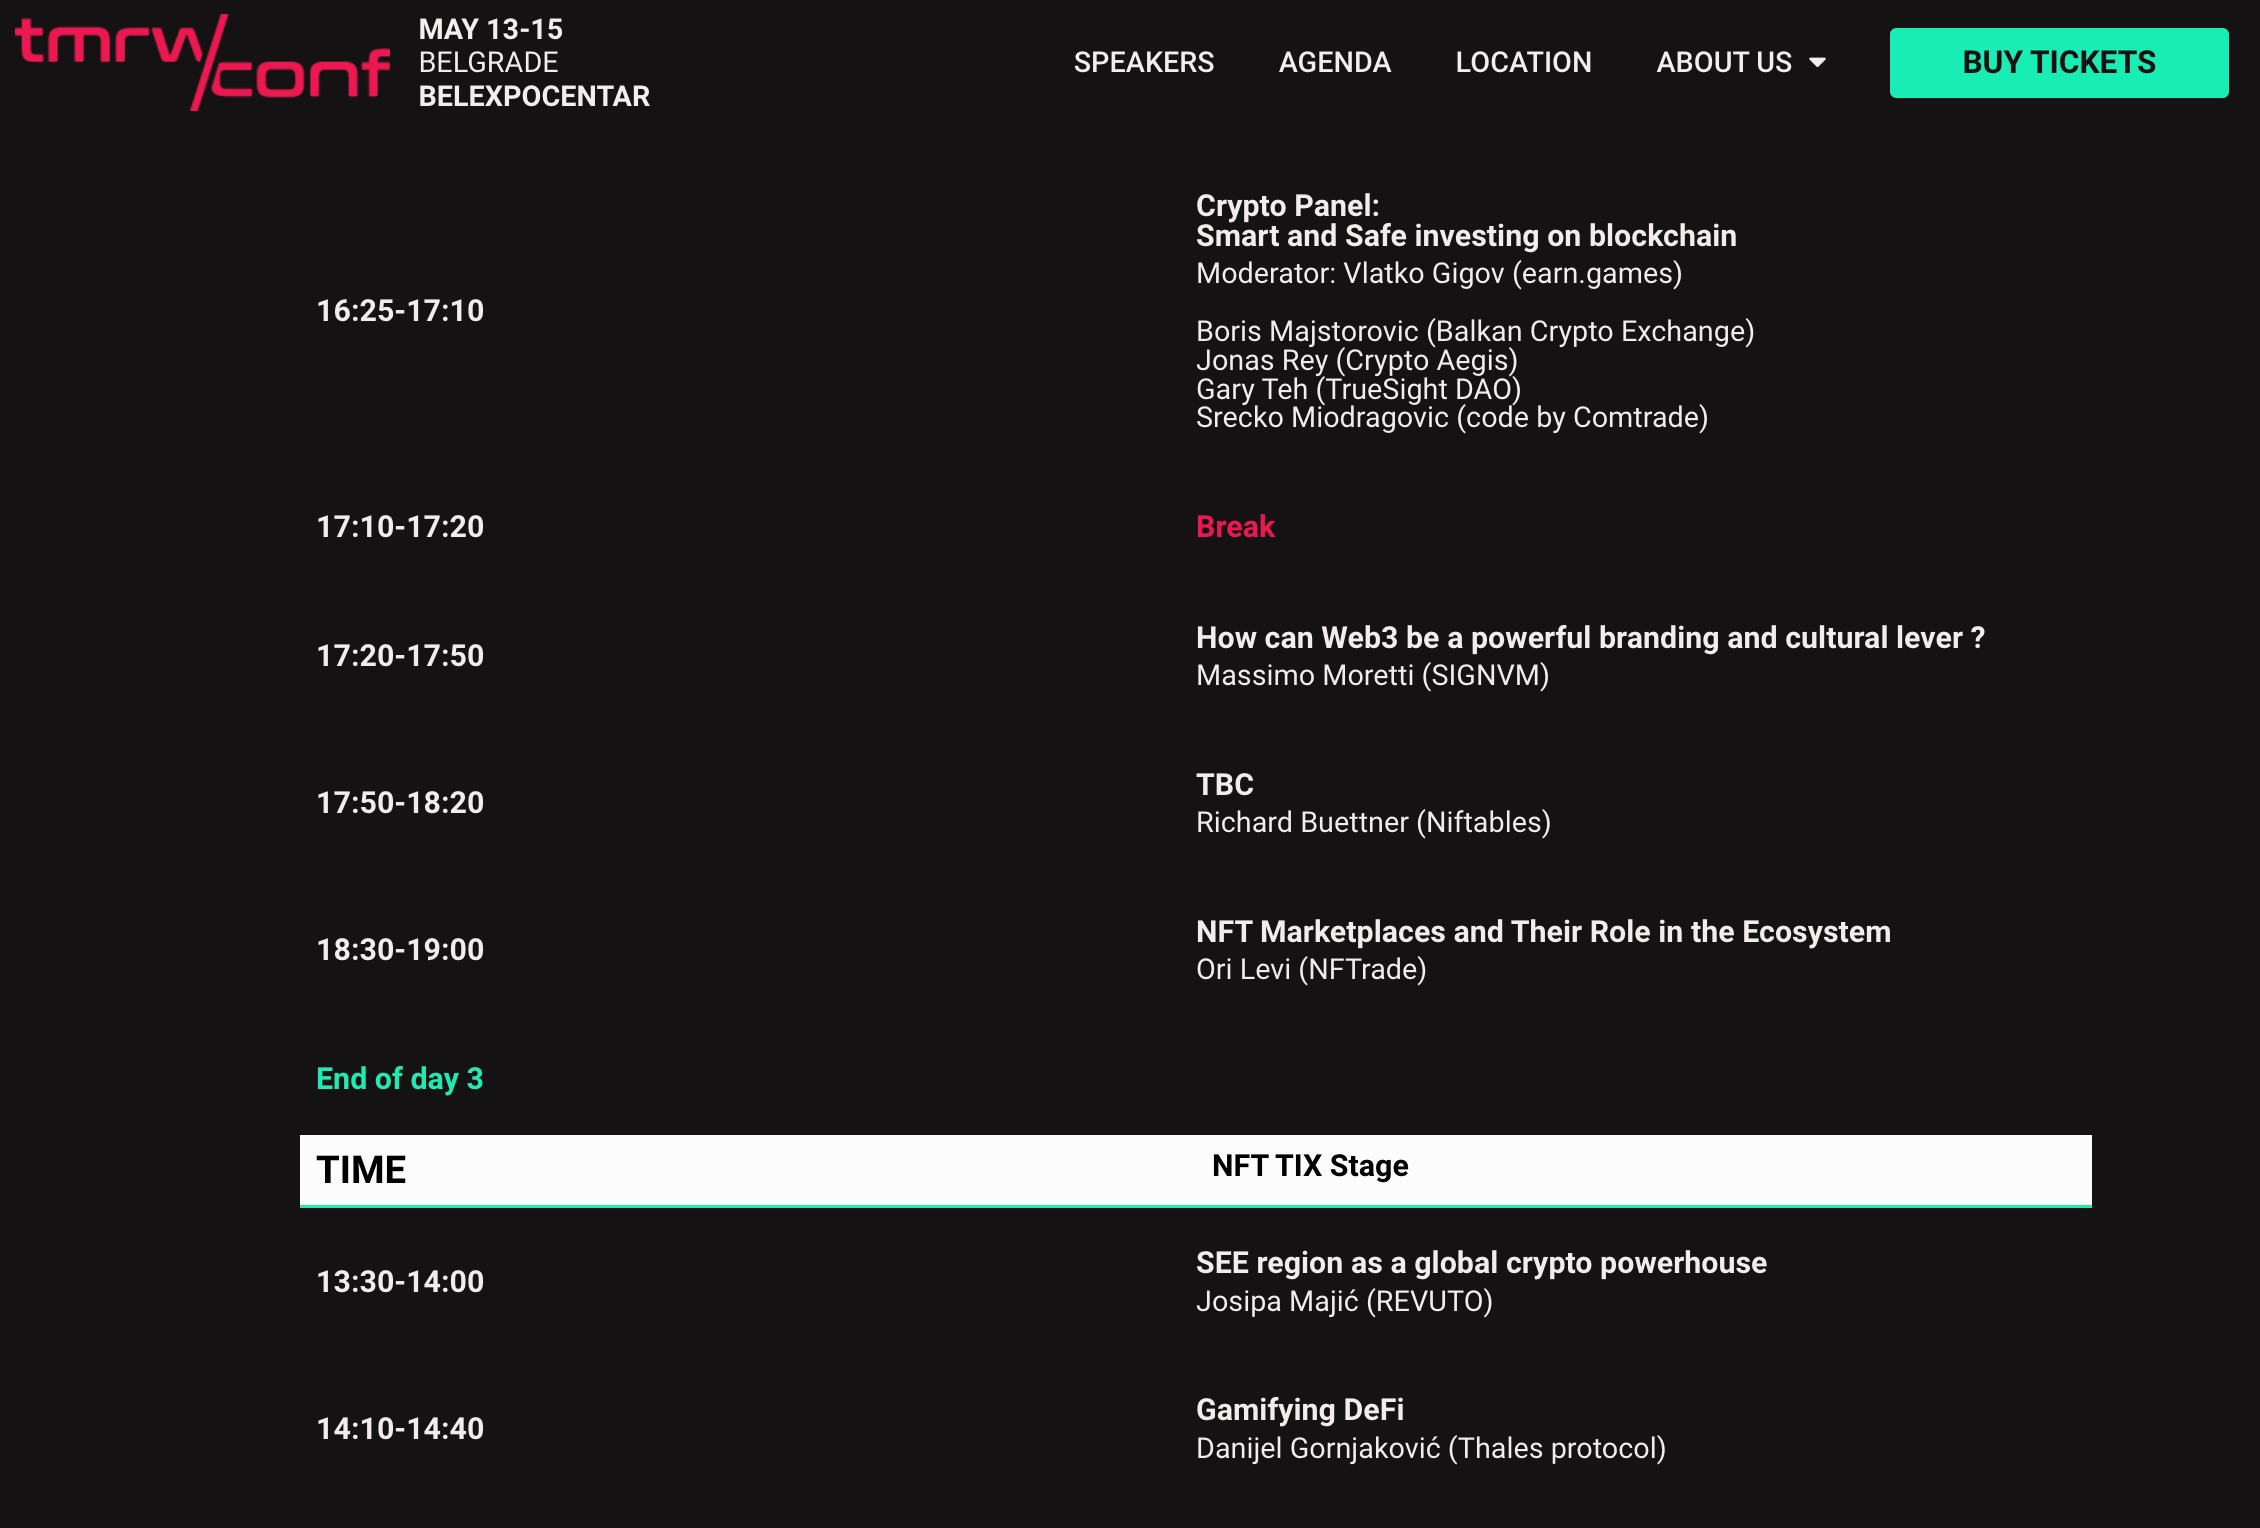 tmrw/conf
MAY 13-15
BELGRADE
BELEXPOCENTAR
SPEAKERS
AGENDA
LOCATION
ABOUT US
BUY TICKETS
16:25-17:10
Crypto Panel:
Smart and Safe investing on blockchain
Moderator: Vlatko Gigov (earn.games)
Boris Majstorovic (Balkan Crypto Exchange)
Jonas Rey (Crypto Aegis)
Gary Teh (TrueSight DAO)
Srecko Miodragovic (code by Comtrade)
17:10-17:20
Break
17:20-17:50
How can Web3 be a powerful branding and cultural lever ?
Massimo Moretti (SIGNVM)
17:50-18:20
TBC
Richard Buettner (Niftables)
18:30-19:00
NFT Marketplaces and Their Role in the Ecosystem
Ori Levi (NFTrade)
End of day 3
TIME
NFT TIX Stage
13:30-14:00
SEE region as a global crypto powerhouse
Josipa Majić (REVUTO)
14:10-14:40
Gamifying DeFi
Danijel Gornjaković (Thales protocol)